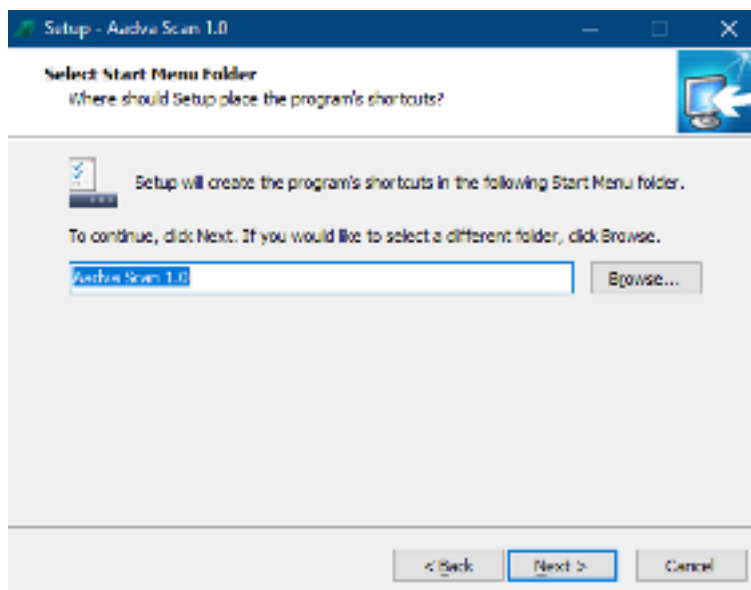 Setup - Aadva Scan 1.0
Select Start Menu Folder
Where should Setup place the program's shortcuts?
Setup will create the program's shortcuts in the following Start Menu folder.
To continue, click Next. If you would like to select a different folder, click Browse.
Aadva Scan 1.0
Browse...
< Back
Next >
Cancel